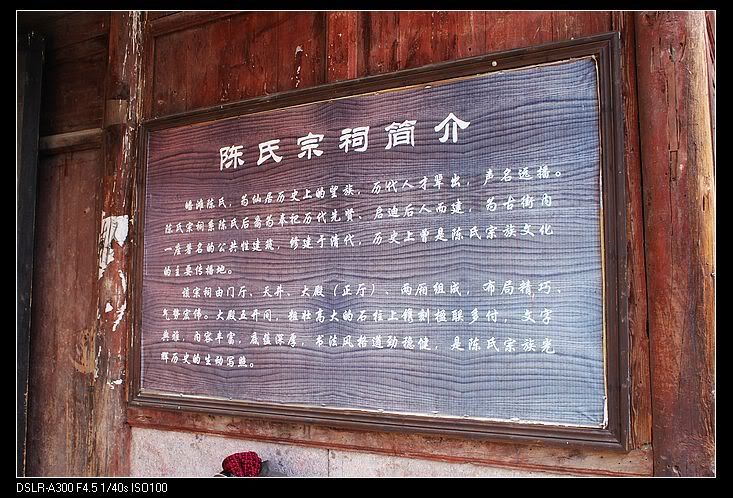 陈氏宗祠简介
皤滩陈氏，为仙居历史上的望族，历代人才辈出，声名远播。
陈氏宗祠系陈氏后裔为奉祀历代先贤、启迪后人而建，为古街内
一座著名的公共性建筑，修建于清代，历史上曾是陈氏宗族文化
的主要传播地。
该宗祠由门厅、天井、大殿（正厅）、两厢组成，布局精巧、
气势宏伟。大殿五开间，粗壮高大的石柱上镌刻楹联多付，文字
典雅，内容丰富，底蕴深厚，书法风格遒劲稳健，是陈氏宗族光
辉历史的生动写照。
DSLR-A300 F4.5 1/40s ISO100